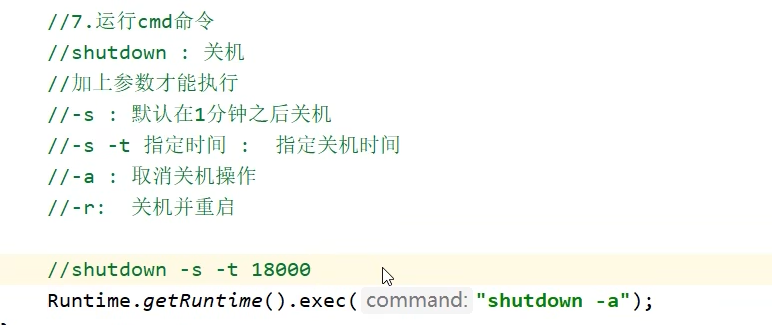 //7.运行cmd命令
//shutdown : 关机
//加上参数才能执行
//-s : 默认在1分钟之后关机
//-s -t 指定时间 : 指定关机时间
//-a : 取消关机操作
//-r: 关机并重启
//shutdown -s -t 18000
Runtime.getRuntime().exec( command: "shutdown -a");